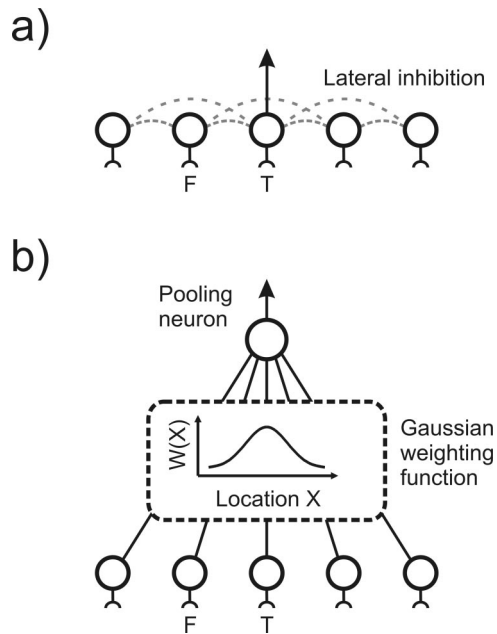 a)
Lateral inhibition
F T
b)
Pooling
neuron
W(X)
Location X
Gaussian
weighting
function
F T